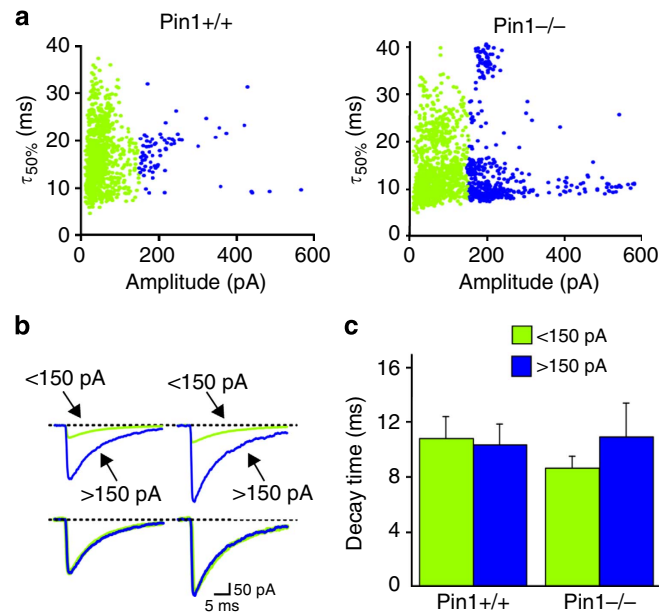 a
Pin1+/+
Pin1−/−
τ50% (ms)
40
30
20
10
0
0
200
400
600
Amplitude (pA)
τ50% (ms)
40
30
20
10
0
0
200
400
600
Amplitude (pA)
b
<150 pA
<150 pA
>150 pA
>150 pA
50 pA
5 ms
c
<150 pA
>150 pA
Decay time (ms)
16
12
8
4
0
Pin1+/+
Pin1−/−